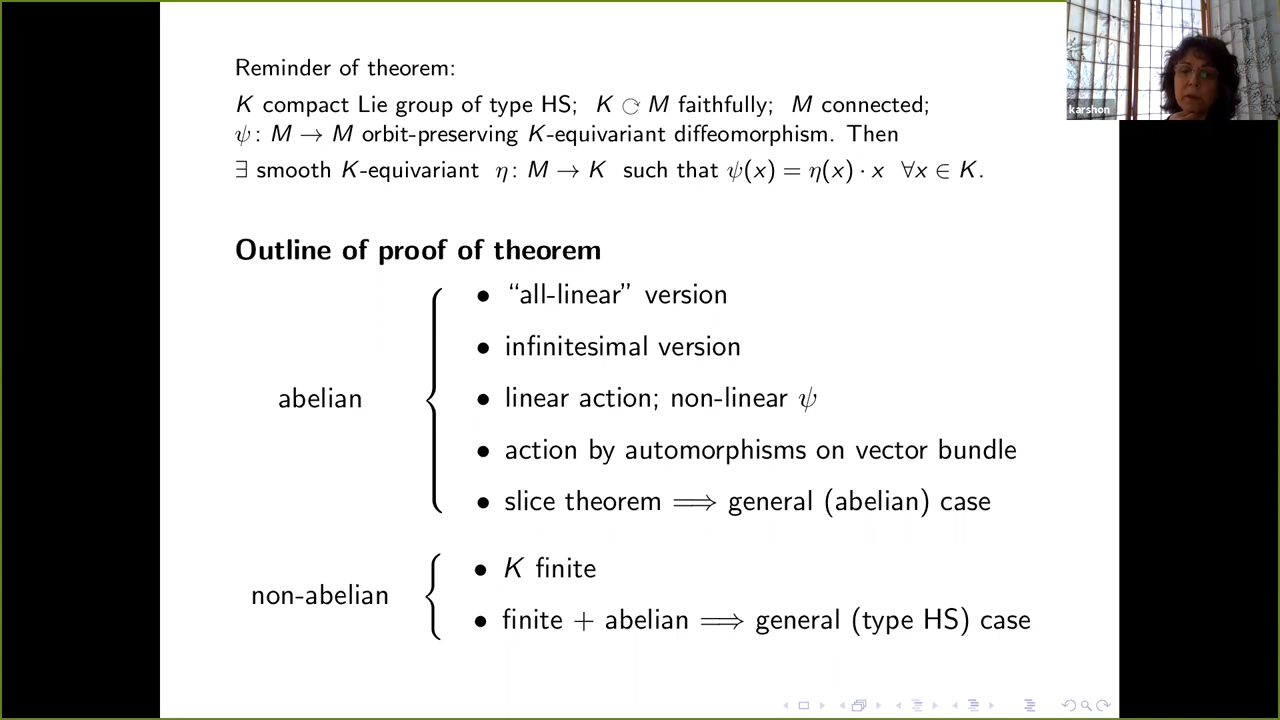 Reminder of theorem:
K compact Lie group of type HS; K ⟳ M faithfully; M connected;
ψ: M → M orbit-preserving K-equivariant diffeomorphism. Then
∃ smooth K-equivariant η: M → K such that ψ(x) = η(x) · x ∀x ∈ K.
Outline of proof of theorem
• “all-linear” version
• infinitesimal version
abelian
• linear action; non-linear ψ
• action by automorphisms on vector bundle
• slice theorem ⟹ general (abelian) case
• K finite
non-abelian
• finite + abelian ⟹ general (type HS) case
karshon